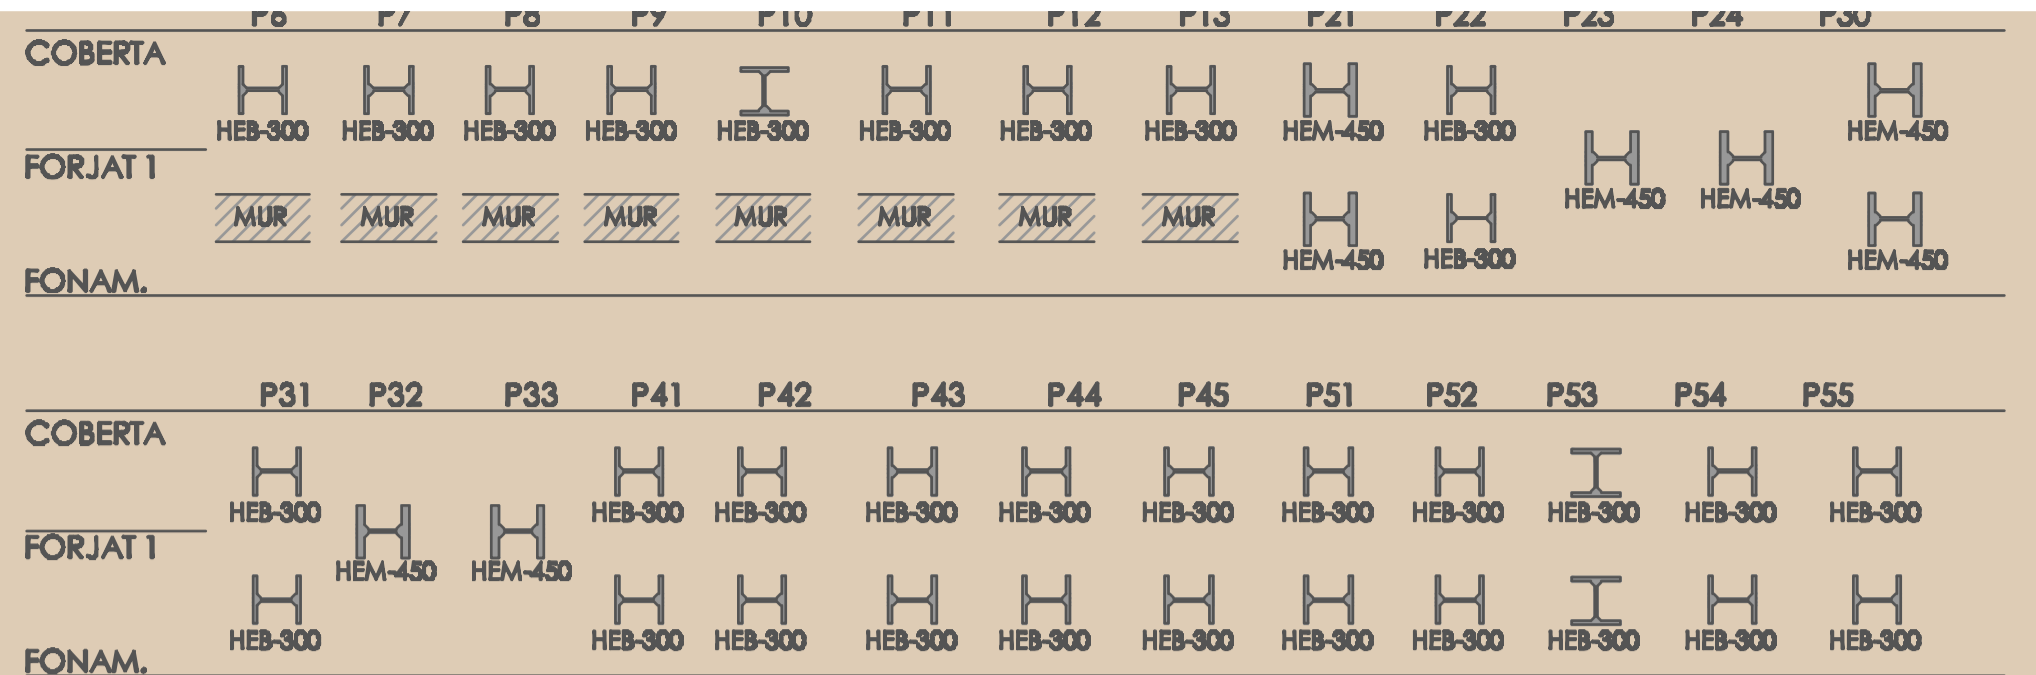 P6 P7 P8 P9 P10 P11 P12 P13 P21 P22 P23 P24 P30
COBERTA
HEB-300 HEB-300 HEB-300 HEB-300 HEB-300 HEB-300 HEB-300 HEB-300 HEM-450 HEB-300 HEM-450
FORJAT 1
HEM-450 HEM-450
MUR MUR MUR MUR MUR MUR MUR MUR
HEM-450 HEB-300 HEM-450
FONAM.
P31 P32 P33 P41 P42 P43 P44 P45 P51 P52 P53 P54 P55
COBERTA
HEB-300 HEB-300 HEB-300 HEB-300 HEB-300 HEB-300 HEB-300 HEB-300 HEB-300 HEB-300 HEB-300
FORJAT 1
HEM-450 HEM-450
HEB-300 HEB-300 HEB-300 HEB-300 HEB-300 HEB-300 HEB-300 HEB-300 HEB-300 HEB-300 HEB-300
FONAM.